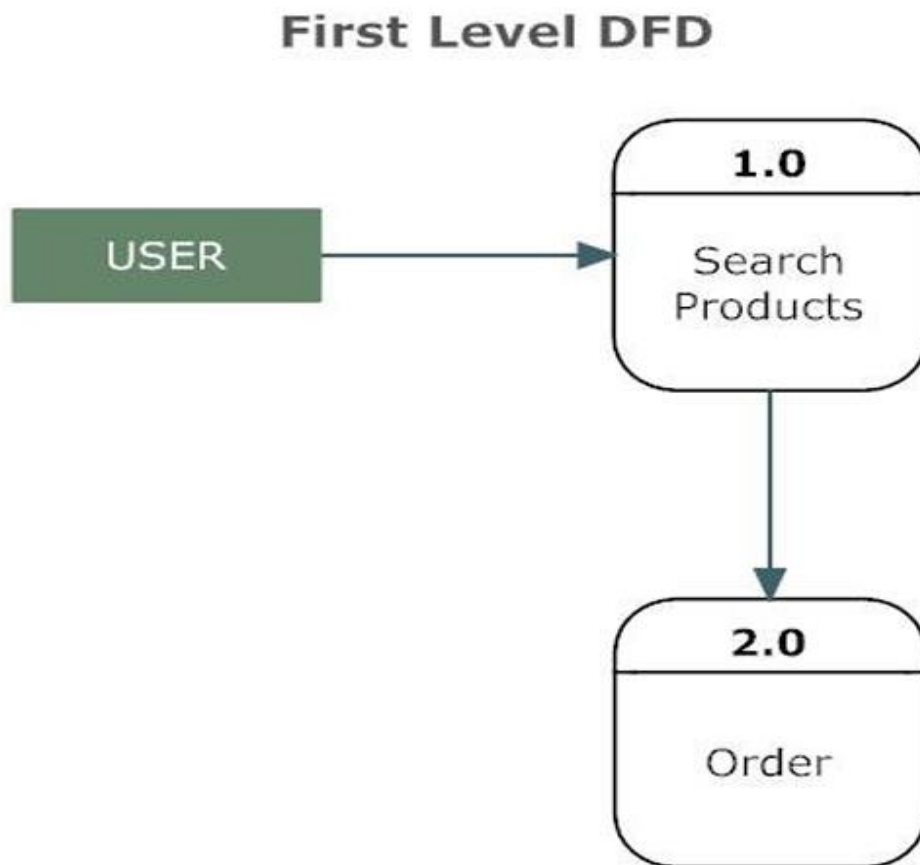 First Level DFD
1.0
USER
Search
Products
2.0
Order